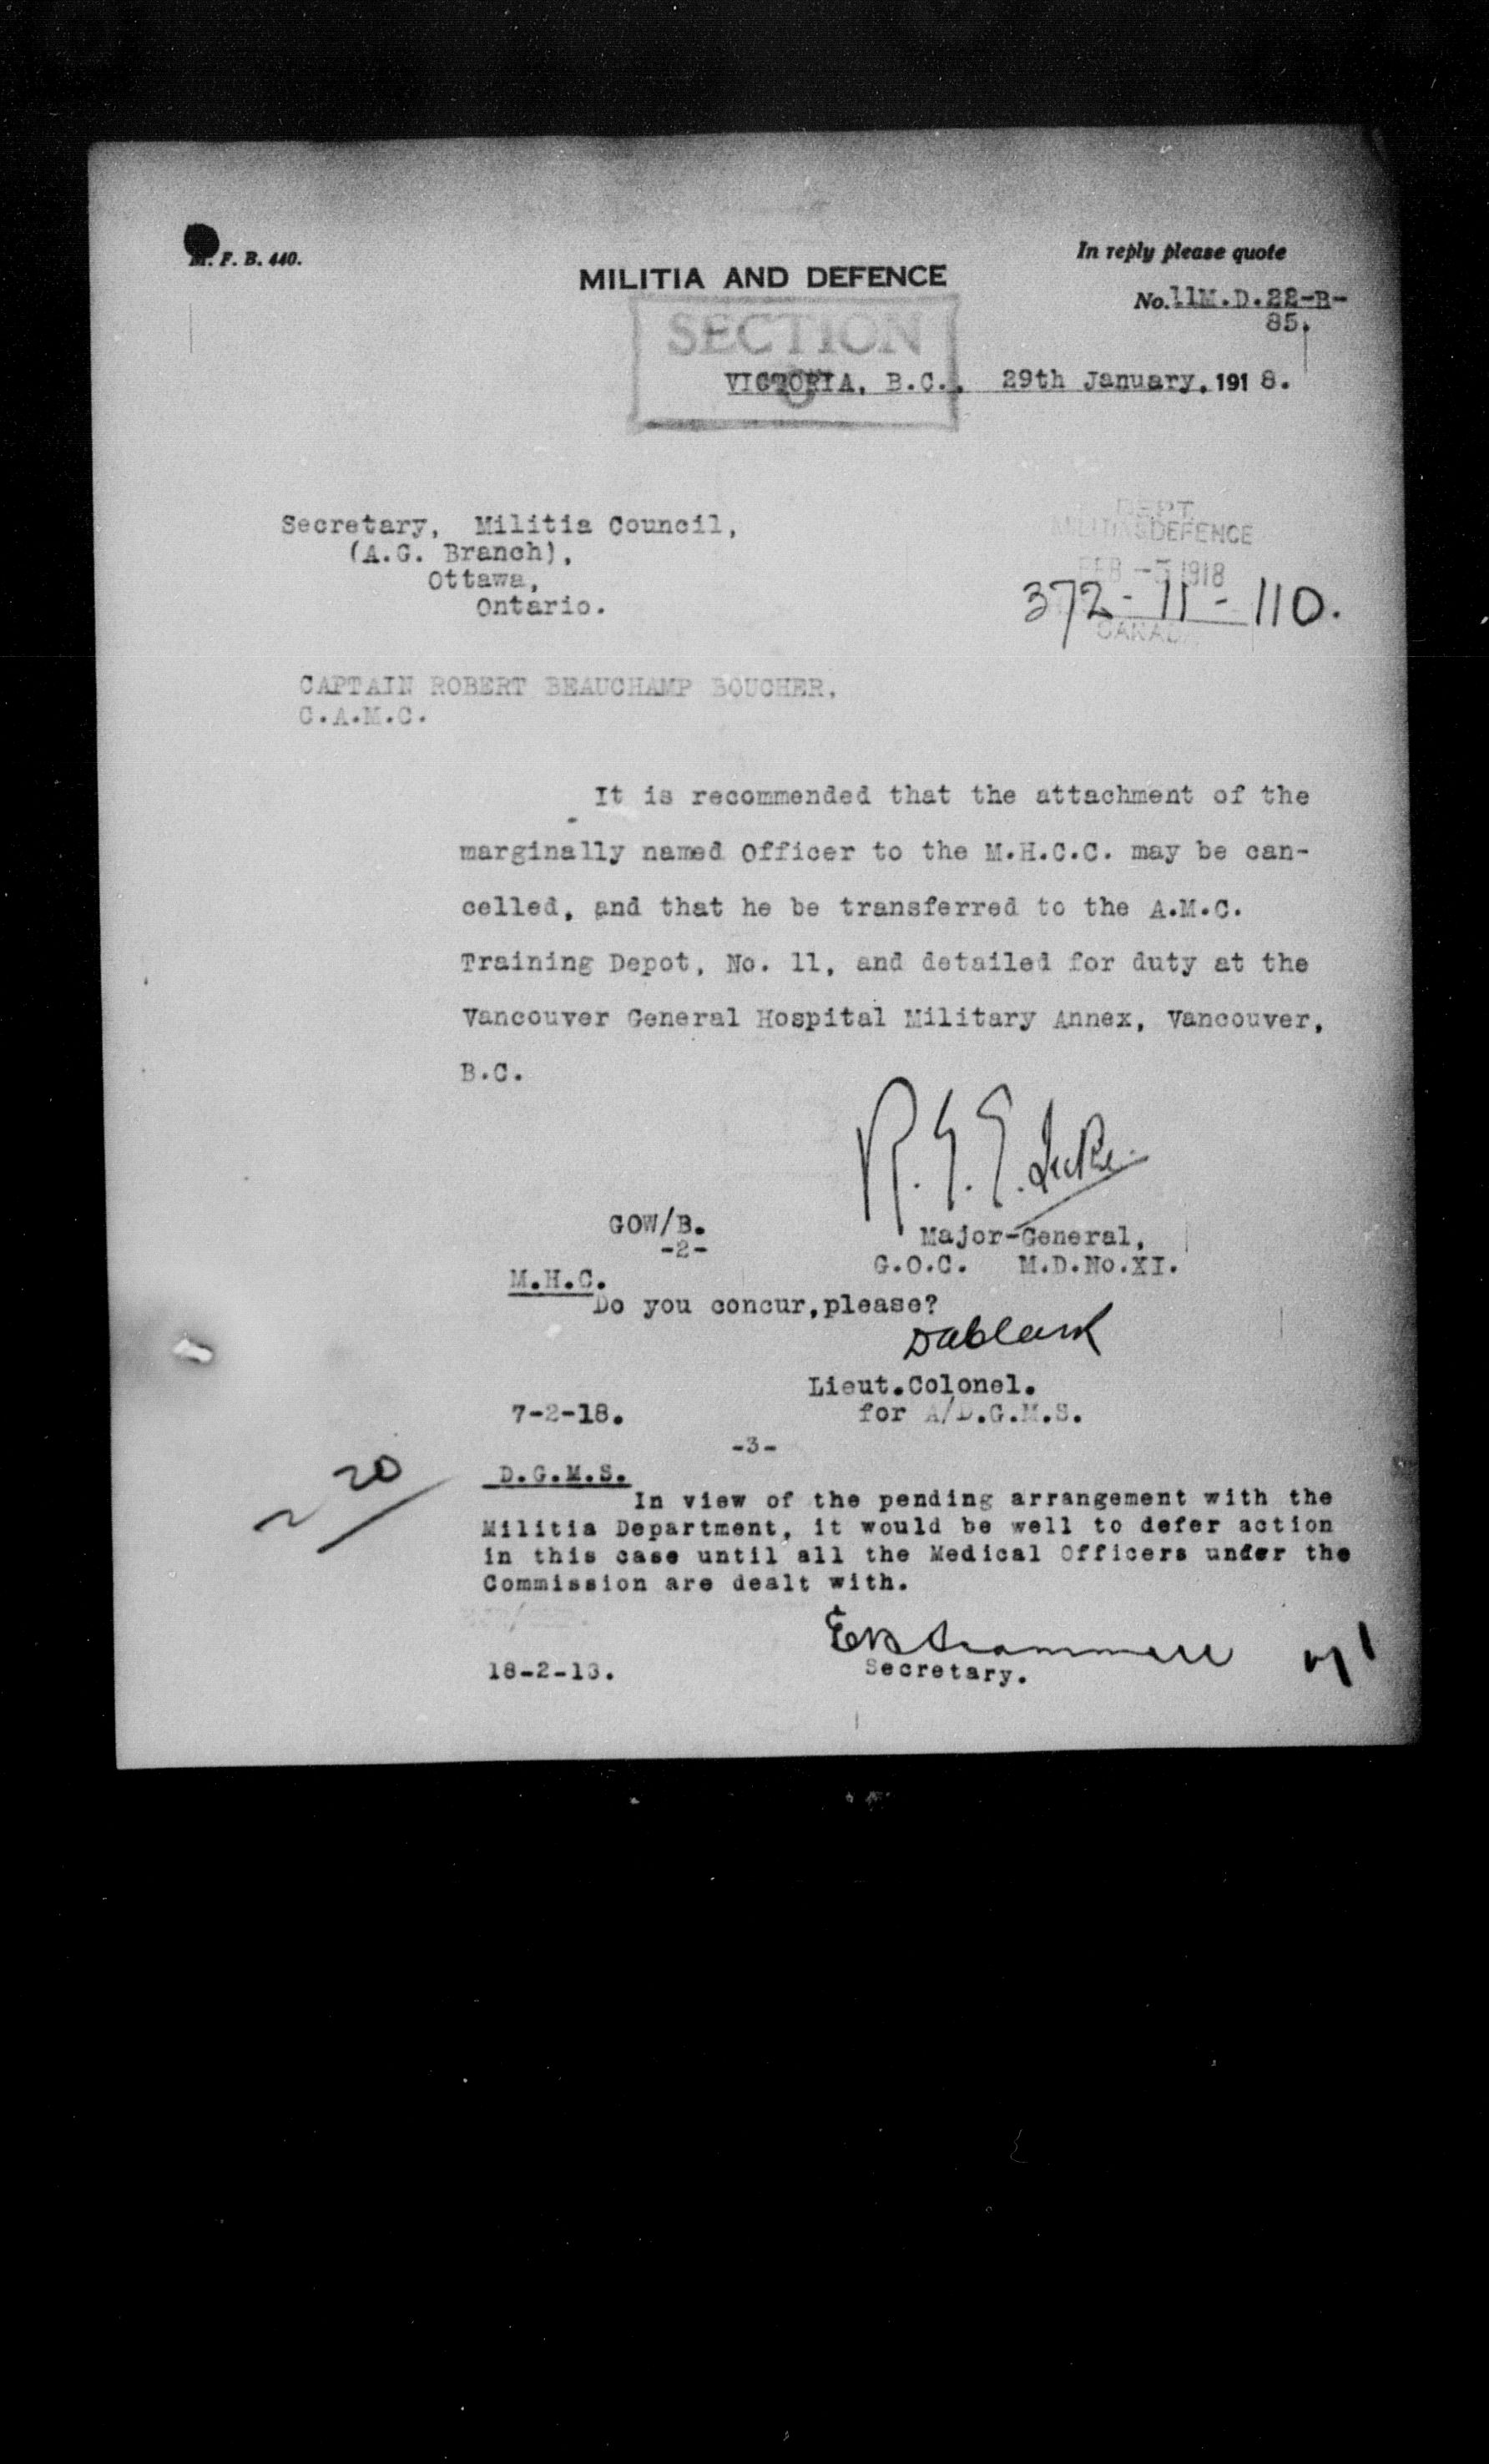 M. F. B. 440.
In reply please quote
MILITIA AND DEFENCE
No. 11M.D.22-B-
85.
SECTION
VICTORIA, B.C., 29th January, 1918.
Secretary, Militia Council,
(A.G. Branch),
Ottawa,
Ontario.
DEPT.
MILITIA & DEFENCE
FEB -5 1918
372-11-110.
CANADA
CAPTAIN ROBERT BEAUCHAMP BOUCHER,
C.A.M.C.
It is recommended that the attachment of the
marginally named Officer to the M.H.C.C. may be can-
celled, and that he be transferred to the A.M.C.
Training Depot, No. 11, and detailed for duty at the
Vancouver General Hospital Military Annex, Vancouver,
B.C.
GOW/B.
Major-General,
-2-
G.O.C. M.D.No.XI.
M.H.C.
Do you concur,please?
Lieut.Colonel.
7-2-18.
for A/D.G.M.S.
-3-
20
D.G.M.S.
In view of the pending arrangement with the
Militia Department, it would be well to defer action
in this case until all the Medical Officers under the
Commission are dealt with.
18-2-18.
Secretary.